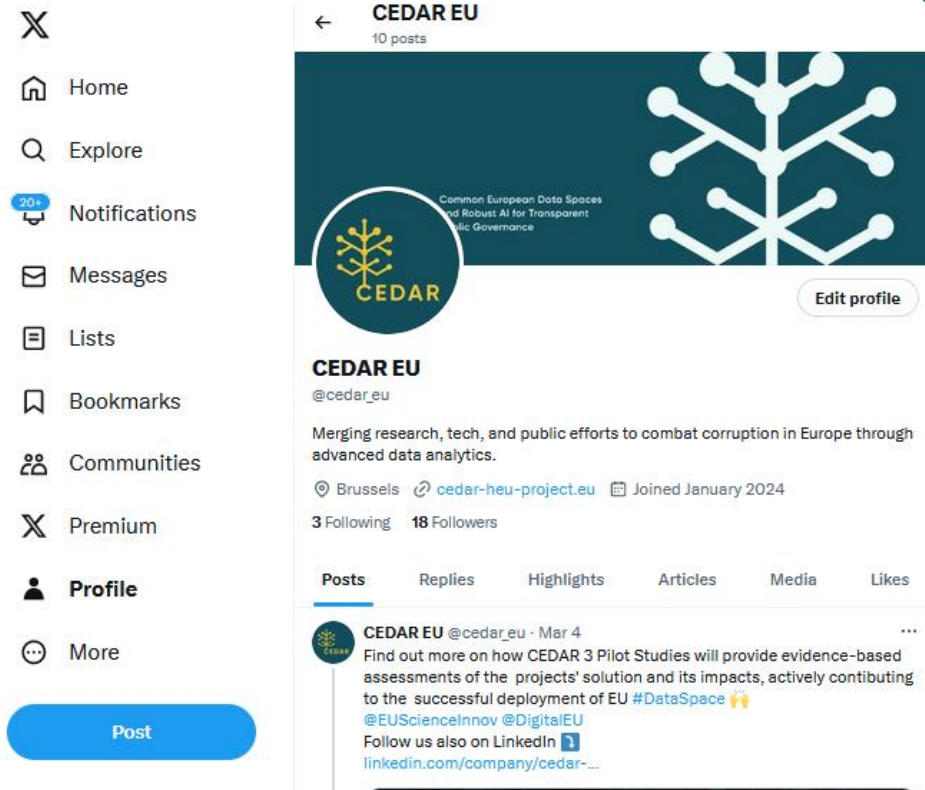 Home
Explore
20+
Notifications
Messages
Lists
Bookmarks
Communities
Premium
Profile
More
Post
CEDAR EU
10 posts
Common European Data Spaces
nd Robust AI for Transparent
blic Governance
CEDAR
Edit profile
CEDAR EU
@cedar_eu
Merging research, tech, and public efforts to combat corruption in Europe through
advanced data analytics.
Brussels cedar-heu-project.eu Joined January 2024
3 Following 18 Followers
Posts Replies Highlights Articles Media Likes
CEDAR
CEDAR EU @cedar_eu · Mar 4 ...
Find out more on how CEDAR 3 Pilot Studies will provide evidence-based
assessments of the projects' solution and its impacts, actively contibuting
to the successful deployment of EU #DataSpace 🙌
@EUScienceInnov @DigitalEU
Follow us also on LinkedIn ⤵️
linkedin.com/company/cedar-...